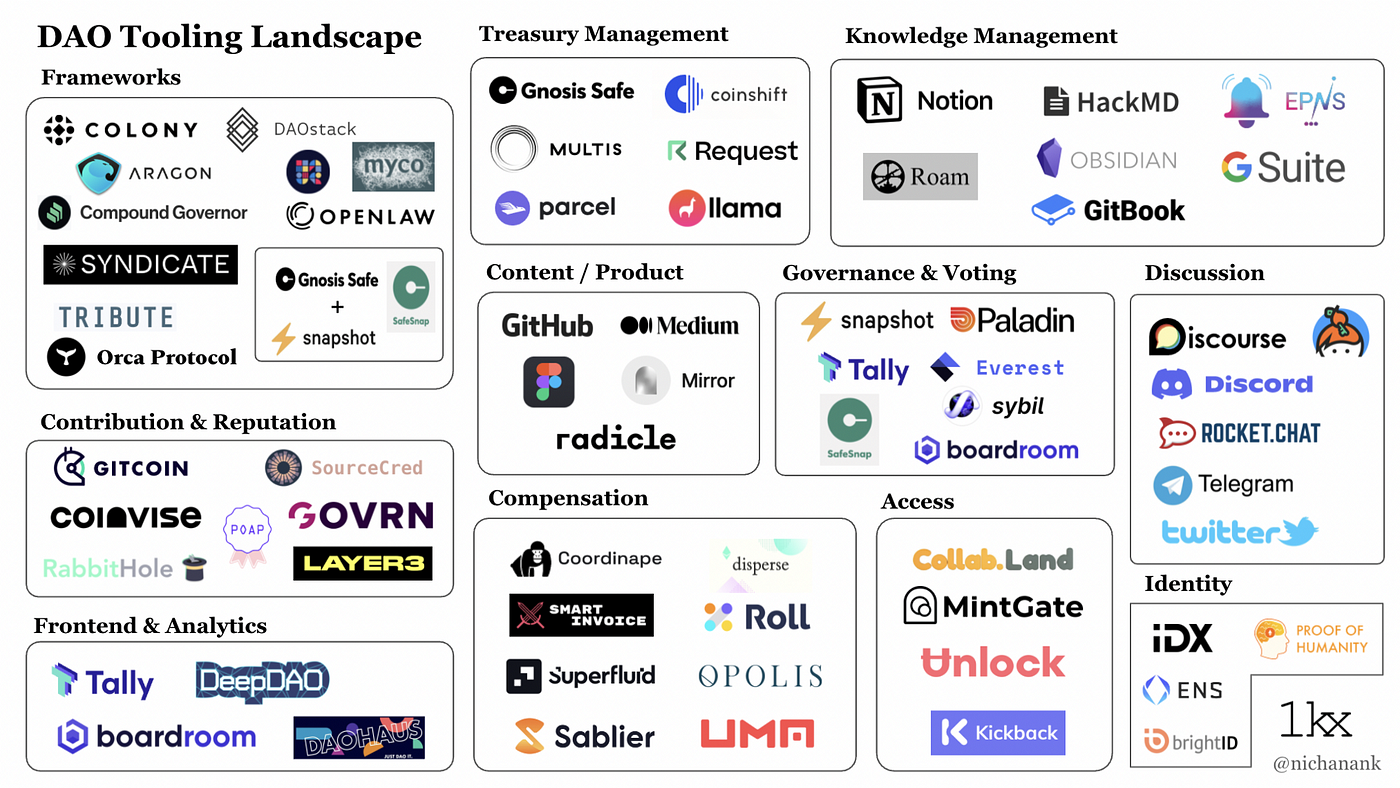 DAO Tooling Landscape
Frameworks
COLONY
DAOstack
ARAGON
myco
Compound Governor
OPENLAW
SYNDICATE
Gnosis Safe
+
snapshot
SafeSnap
TRIBUTE
Orca Protocol
Treasury Management
Gnosis Safe
coinshift
MULTIS
Request
parcel
llama
Knowledge Management
Notion
HackMD
EPNS
Roam
OBSIDIAN
G Suite
GitBook
Content / Product
GitHub
Medium
Mirror
radicle
Governance & Voting
snapshot
Paladin
Tally
Everest
SafeSnap
sybil
boardroom
Discussion
Discourse
Discord
ROCKET.CHAT
Telegram
twitter
Contribution & Reputation
GITCOIN
SourceCred
COINVISE
POAP
GOVRN
RabbitHole
LAYER3
Compensation
Coordinape
disperse
SMART
INVOICE
Roll
Superfluid
OPOLIS
Sablier
UMA
Access
Collab.Land
MintGate
Unlock
Kickback
Identity
iDX
PROOF OF
HUMANITY
ENS
brightID
Frontend & Analytics
Tally
DeepDAO
boardroom
DAOHAUS
JUST DAO IT.
1kx
@nichanank